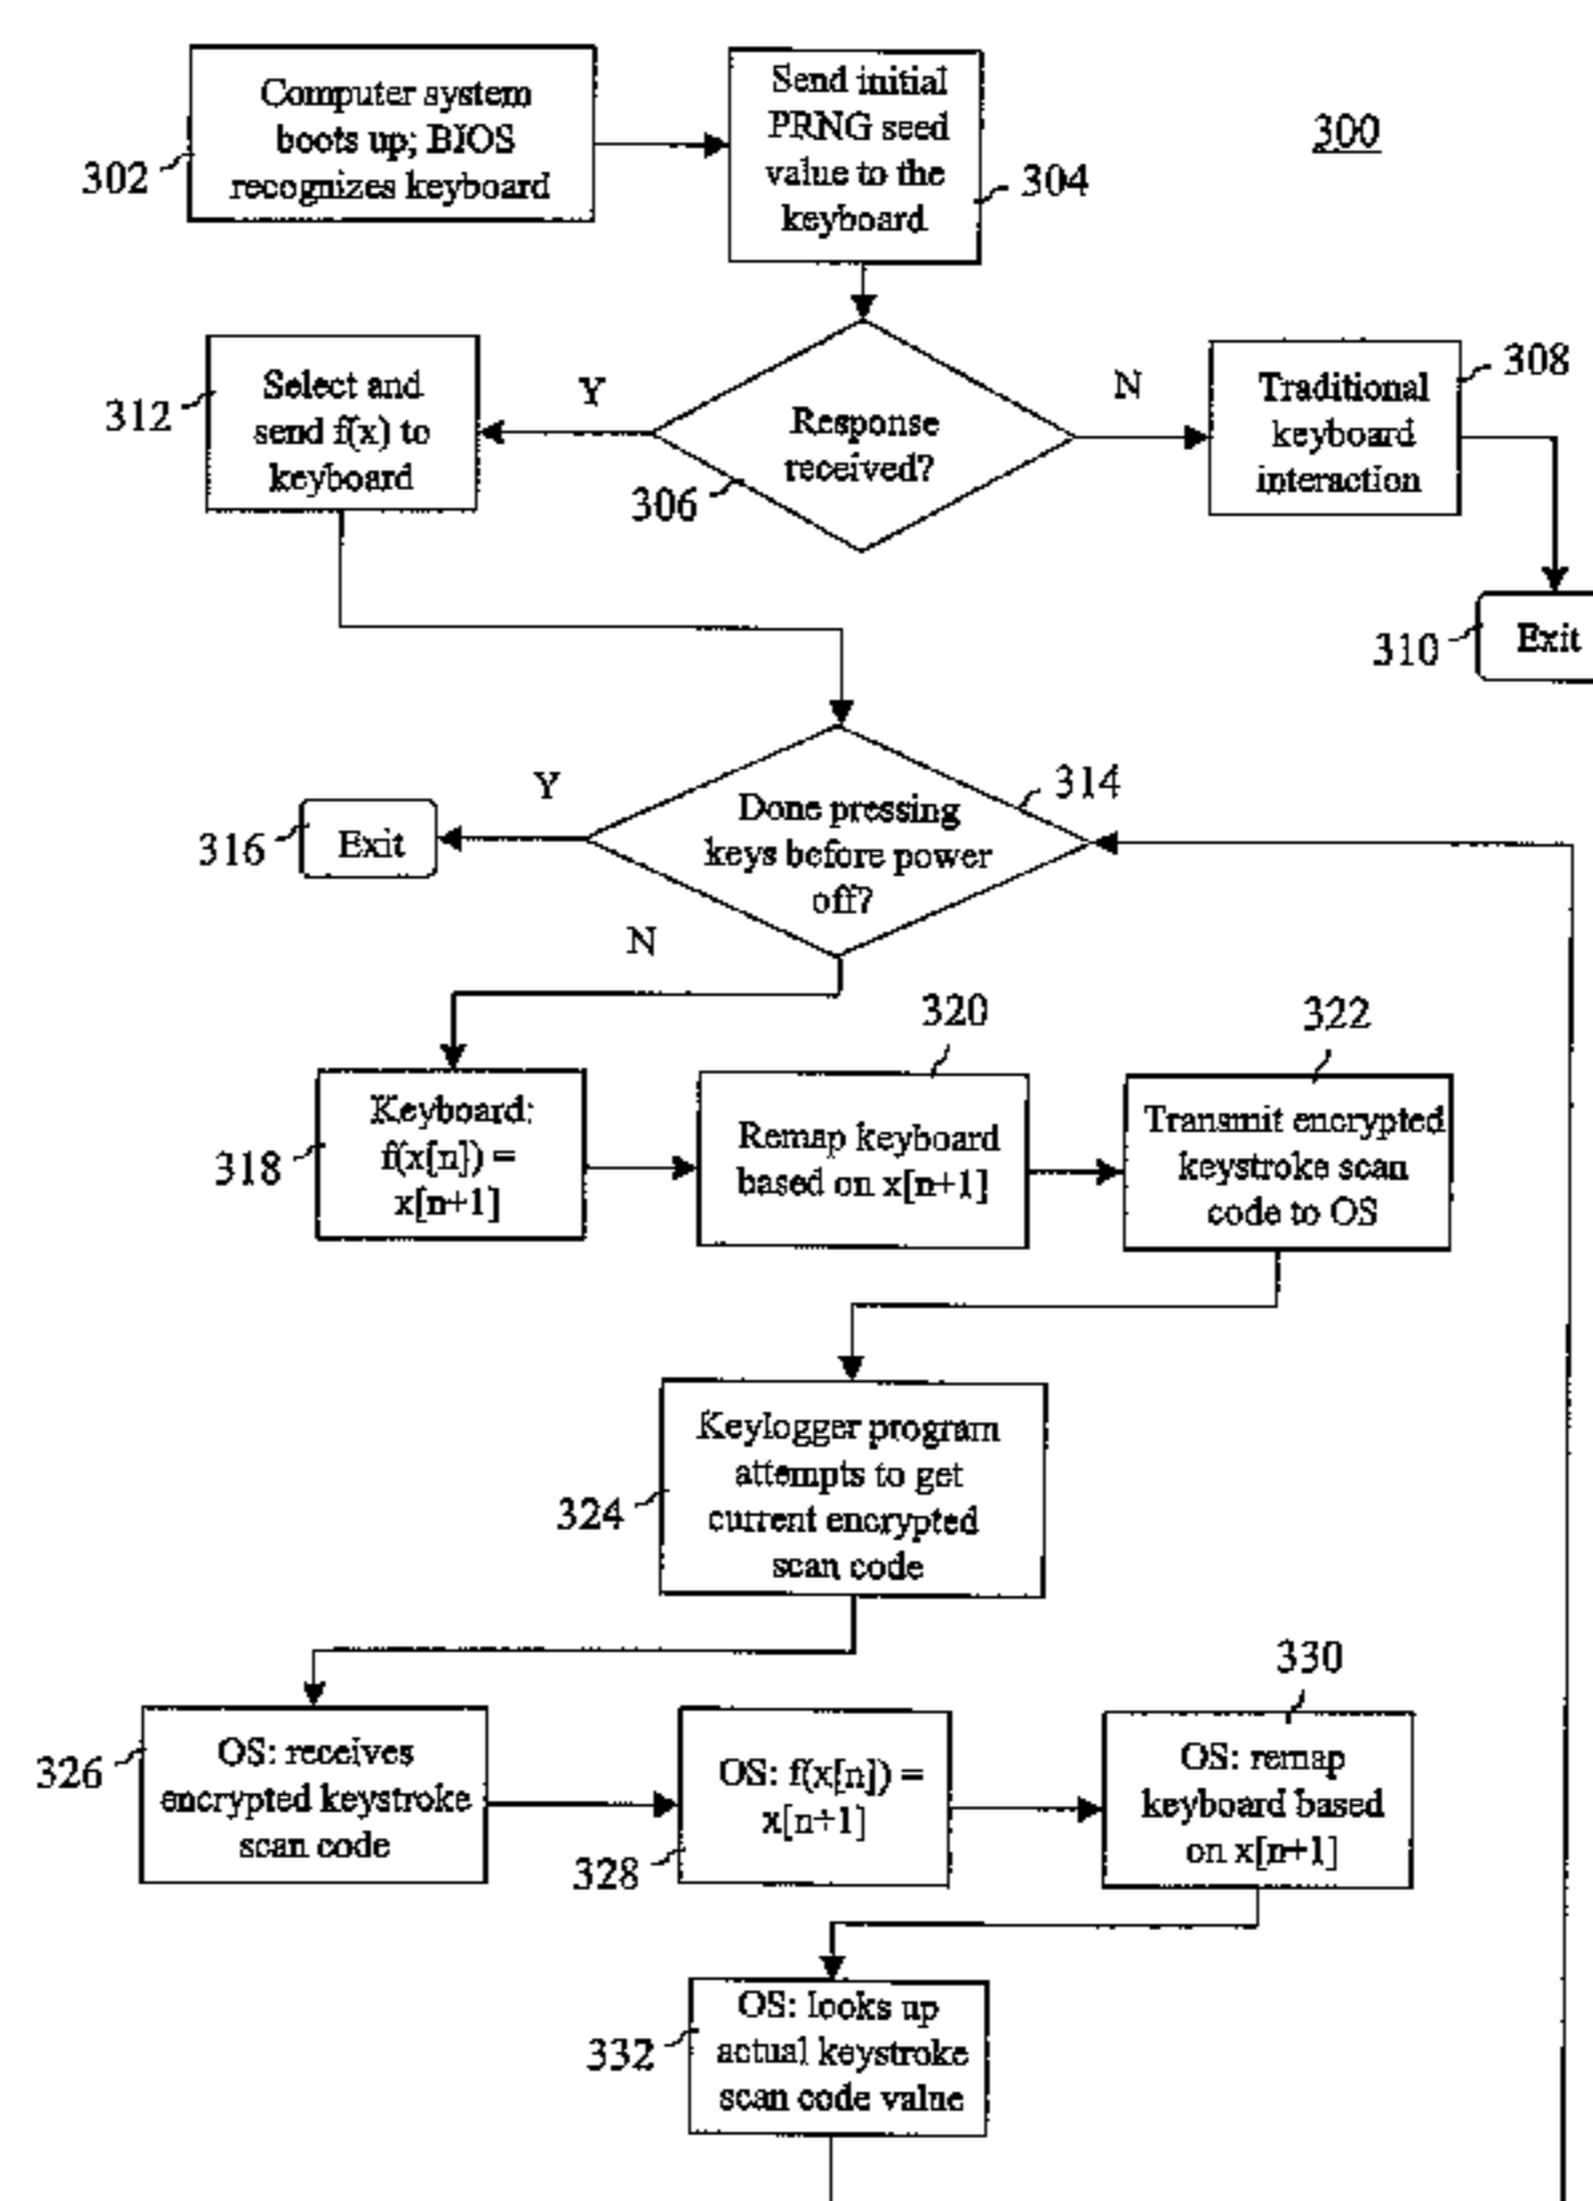 Computer system
boots up; BIOS
recognizes keyboard
302
Send initial
PRNG seed
value to the
keyboard
304
300
Select and
send f(x) to
keyboard
312
Y
Response
received?
306
N
Traditional
keyboard
interaction
308
310
Exit
Y
316
Exit
Done pressing
keys before power
off?
314
N
Keyboard:
f(x[n]) =
x[n+1]
318
320
Remap keyboard
based on x[n+1]
322
Transmit encrypted
keystroke scan
code to OS
Keylogger program
attempts to get
current encrypted
scan code
324
326
OS: receives
encrypted keystroke
scan code
OS: f(x[n]) =
x[n+1]
328
330
OS: remap
keyboard based
on x[n+1]
332
OS: looks up
actual keystroke
scan code value